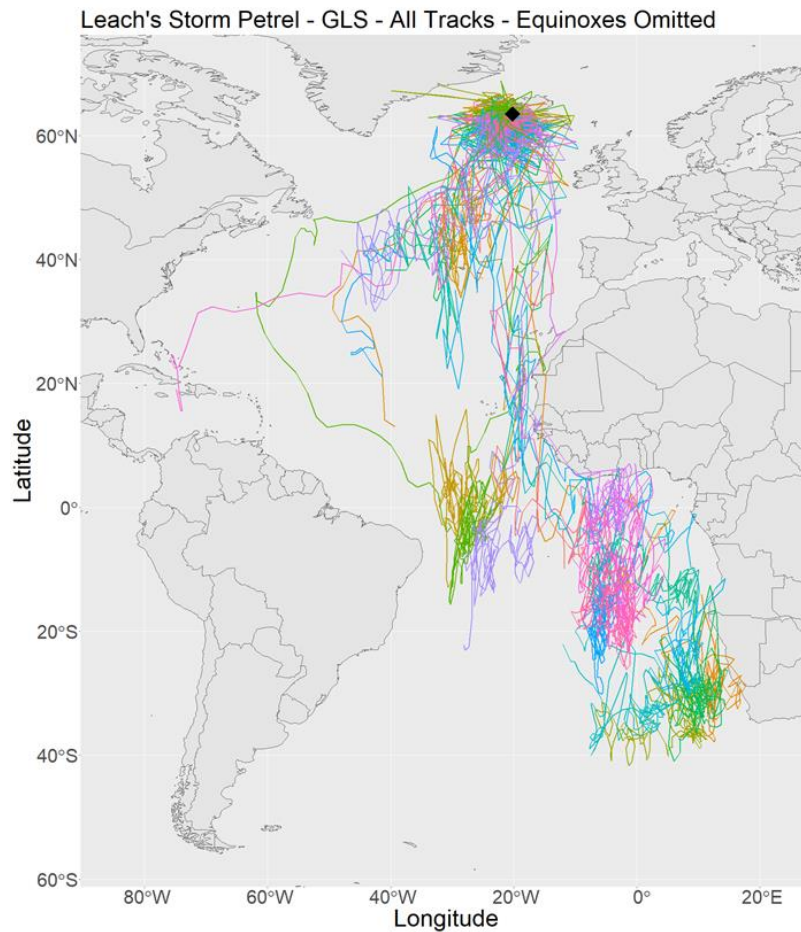 Leach's Storm Petrel - GLS - All Tracks - Equinoxes Omitted
60°N
40°N
20°N
0°
20°S
40°S
60°S
Latitude
80°W
60°W
40°W
20°W
0°
20°E
Longitude